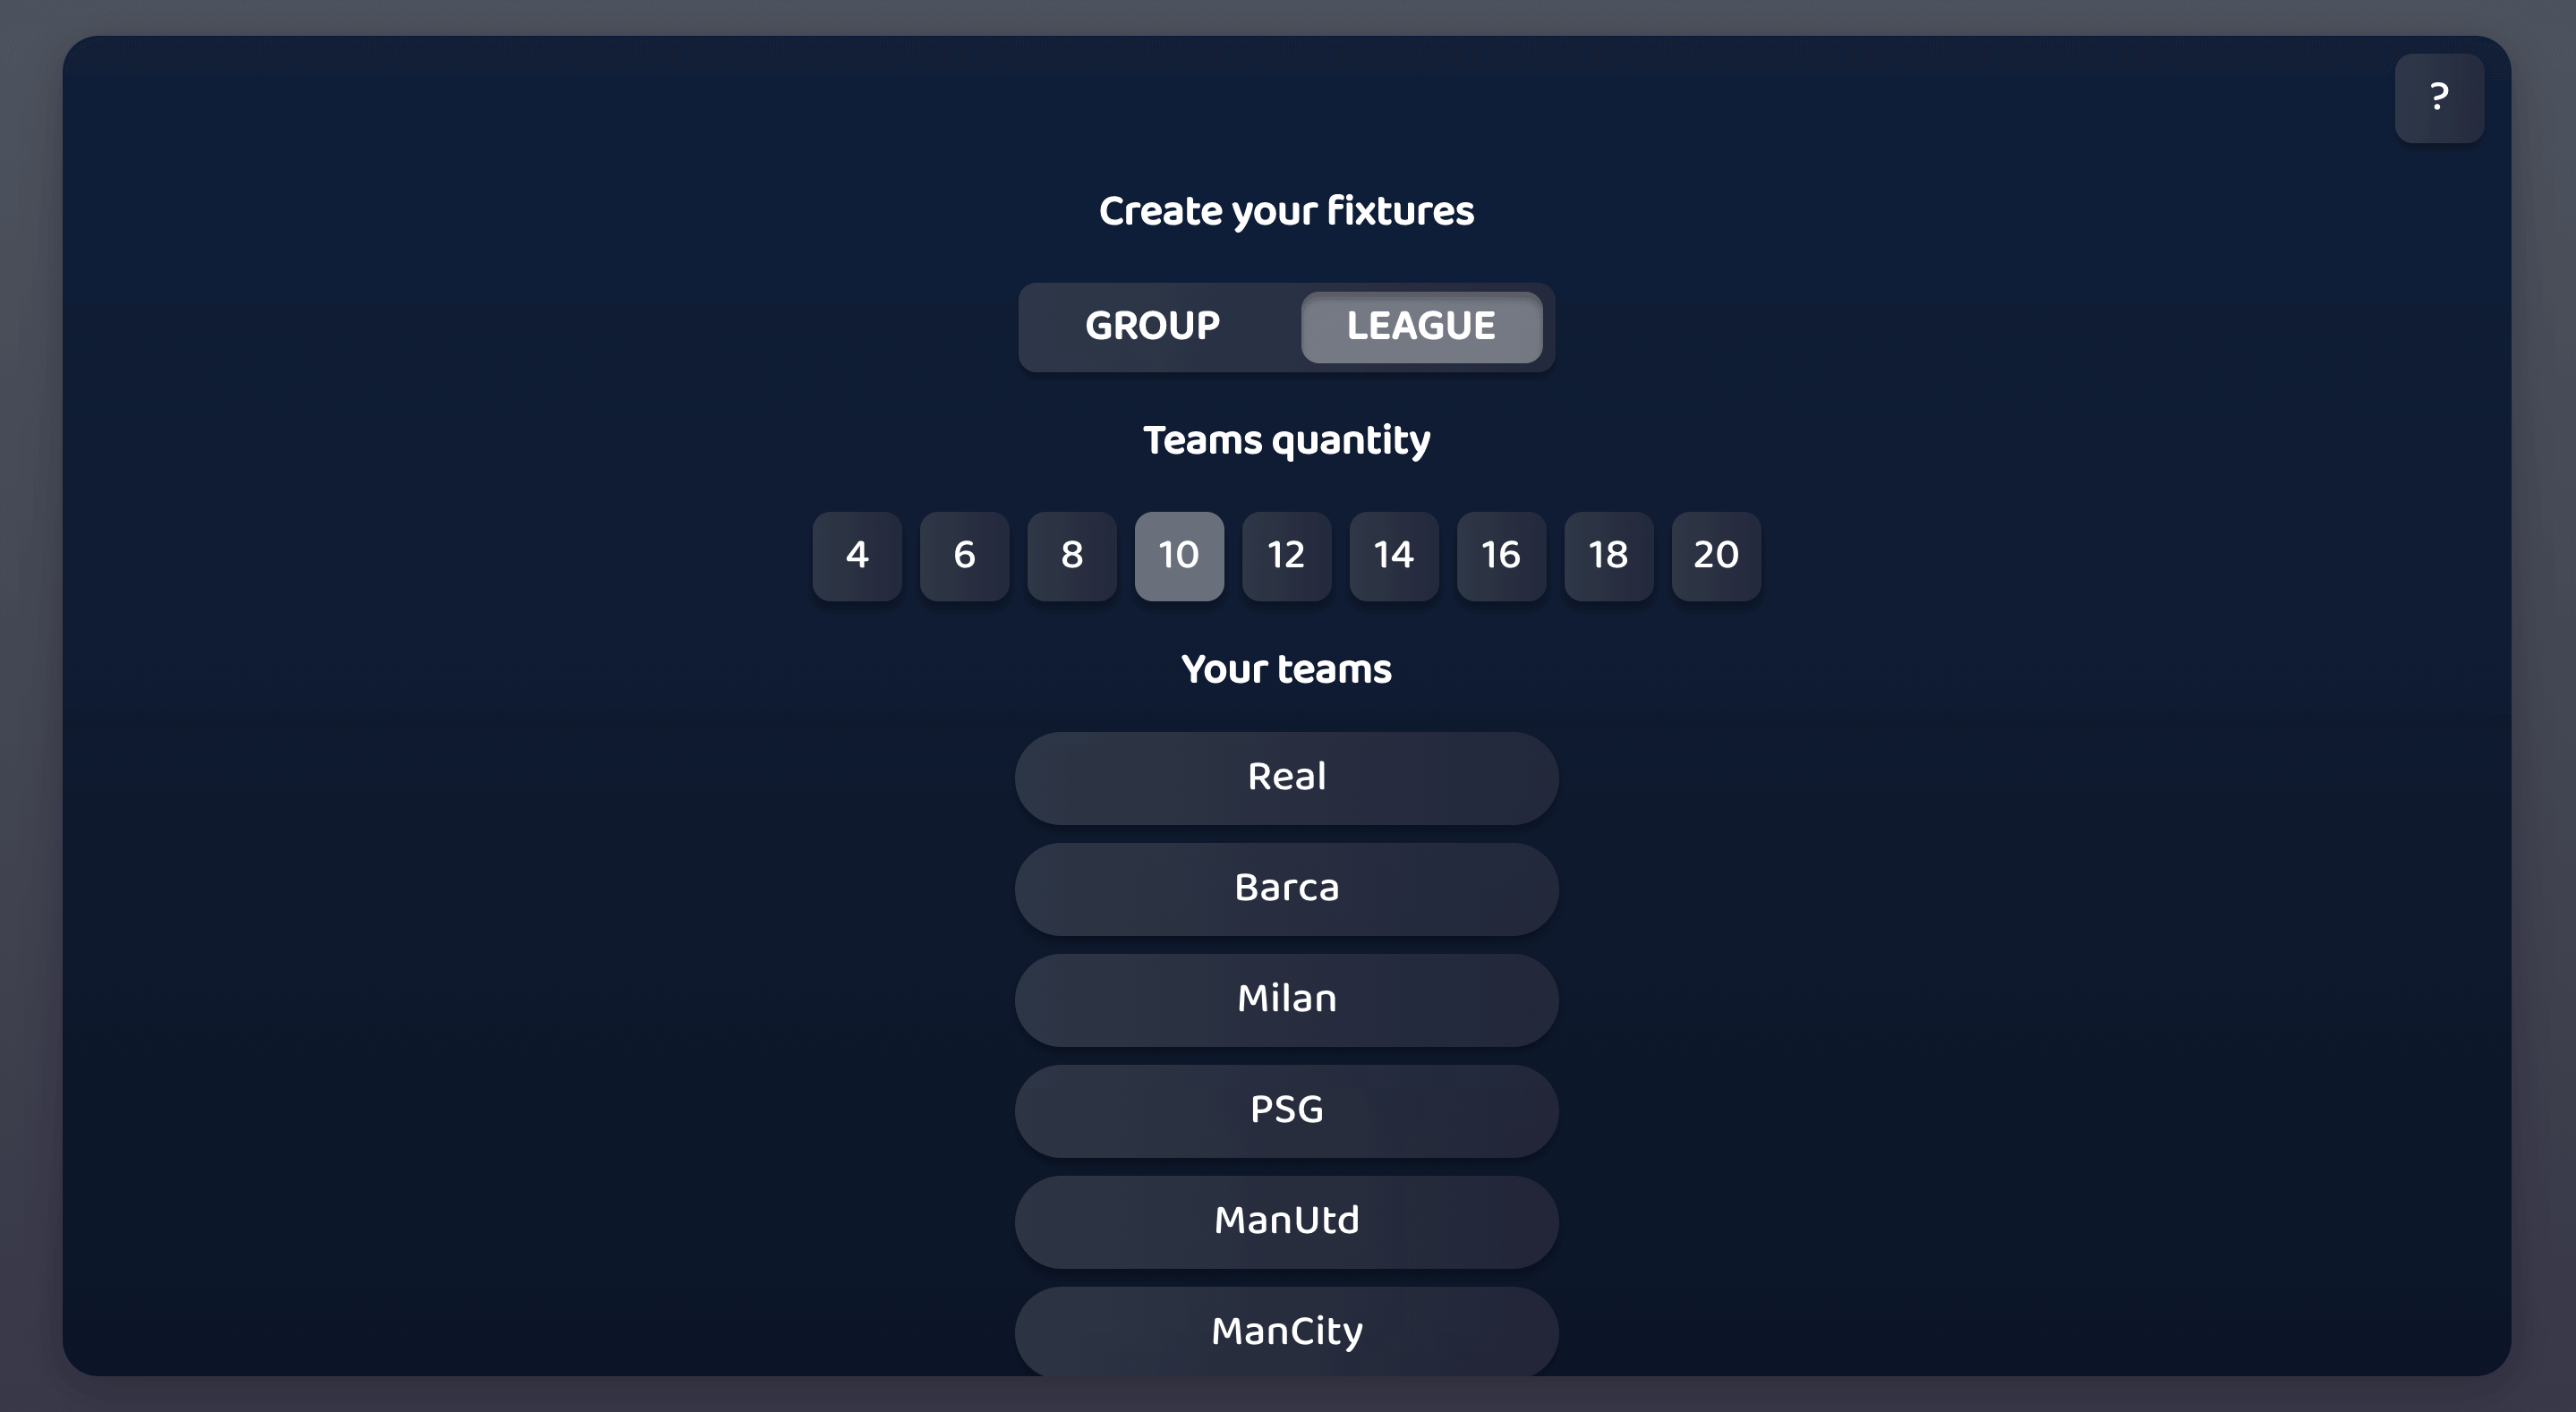 ?
Create your fixtures
GROUP LEAGUE
Teams quantity
4 6 8 10 12 14 16 18 20
Your teams
Real
Barca
Milan
PSG
ManUtd
ManCity